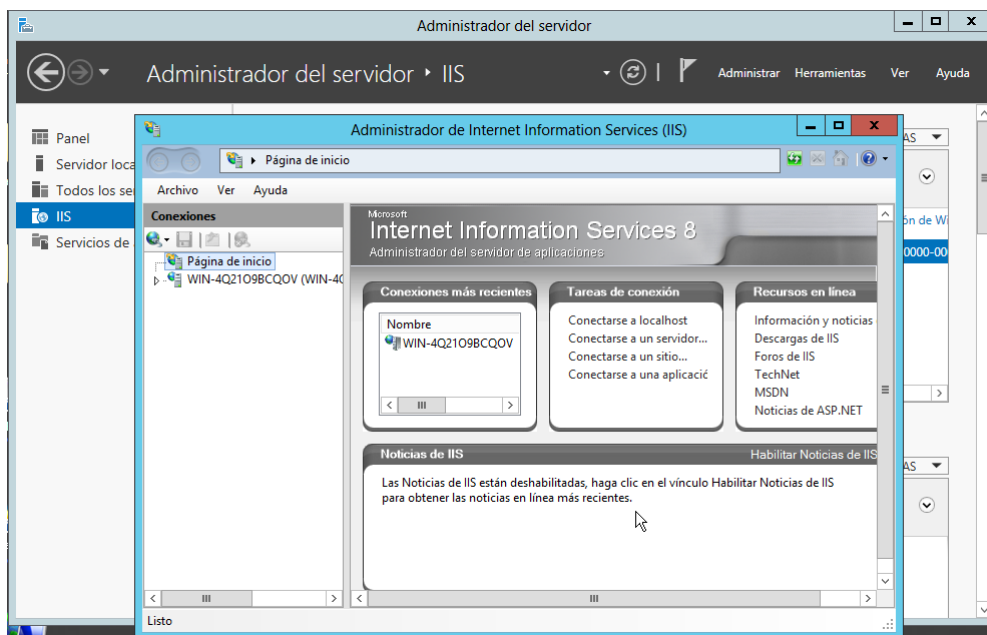 Administrador del servidor
Administrador del servidor ‣ IIS
Administrar Herramientas Ver Ayuda
Panel
Servidor loca
Todos los se
IIS
Servicios de
AS
ón de Wi
0000-00
AS
Administrador de Internet Information Services (IIS)
Página de inicio
Archivo Ver Ayuda
Conexiones
Página de inicio
WIN-4Q21O9BCQOV (WIN-4Q
Microsoft
Internet Information Services 8
Administrador del servidor de aplicaciones
Conexiones más recientes
Nombre
WIN-4Q21O9BCQOV
Tareas de conexión
Conectarse a localhost
Conectarse a un servidor...
Conectarse a un sitio...
Conectarse a una aplicació
Recursos en línea
Información y noticias
Descargas de IIS
Foros de IIS
TechNet
MSDN
Noticias de ASP.NET
Noticias de IIS
Habilitar Noticias de IIS
Las Noticias de IIS están deshabilitadas, haga clic en el vínculo Habilitar Noticias de IIS
para obtener las noticias en línea más recientes.
Listo